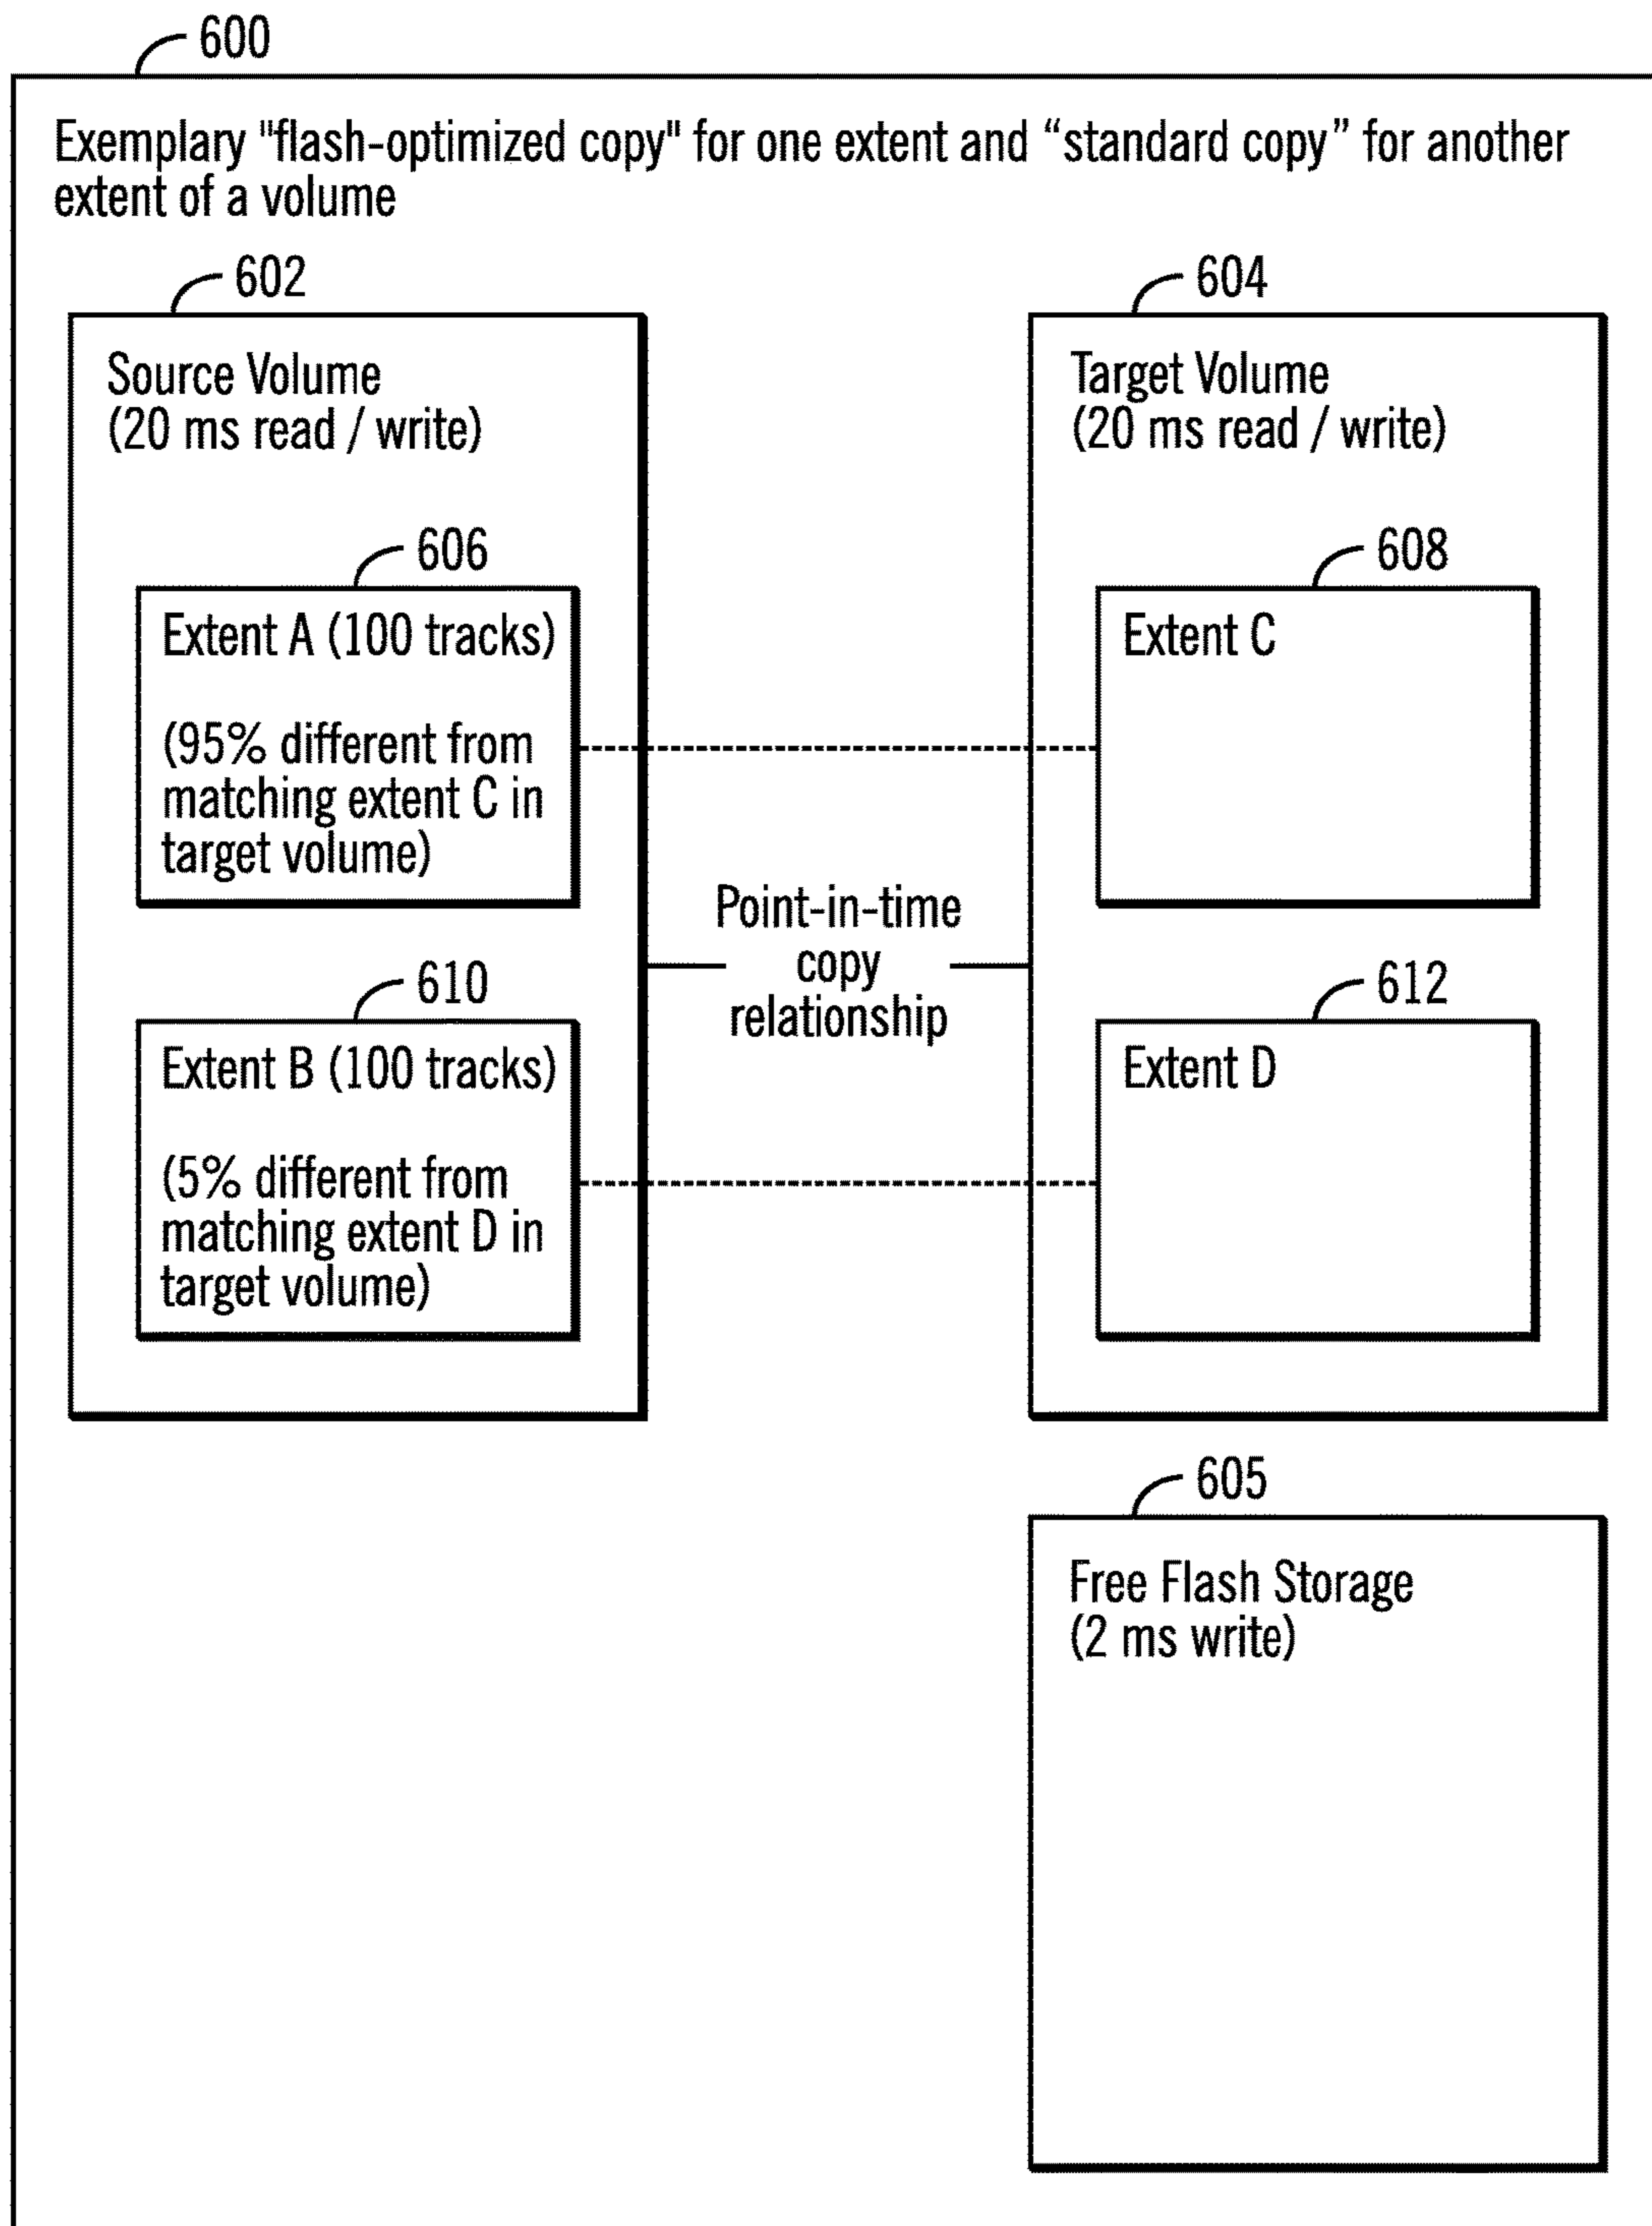 600
Exemplary "flash-optimized copy" for one extent and “standard copy” for another
extent of a volume
602
Source Volume
(20 ms read / write)
606
Extent A (100 tracks)
(95% different from
matching extent C in
target volume)
610
Extent B (100 tracks)
(5% different from
matching extent D in
target volume)
Point-in-time
copy
relationship
604
Target Volume
(20 ms read / write)
608
Extent C
612
Extent D
605
Free Flash Storage
(2 ms write)